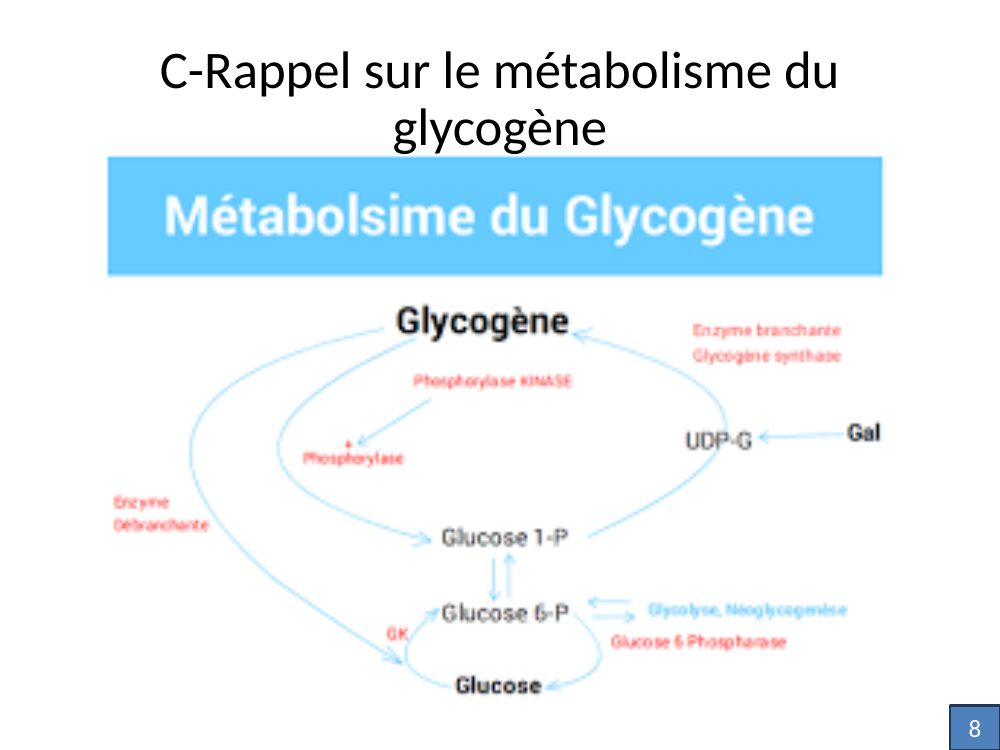 C-Rappel sur le métabolisme du
glycogène
Métabolsime du Glycogène
Glycogène
Enzyme branchante
Glycogène synthase
Phosphorylase KINASE
UDP-G
Gal
+
Phosphorylase
Enzyme
Débranchante
Glucose 1-P
Glucose 6-P
Glycolyse, Néoglycogenèse
GK
Glucose 6 Phospharase
Glucose
8